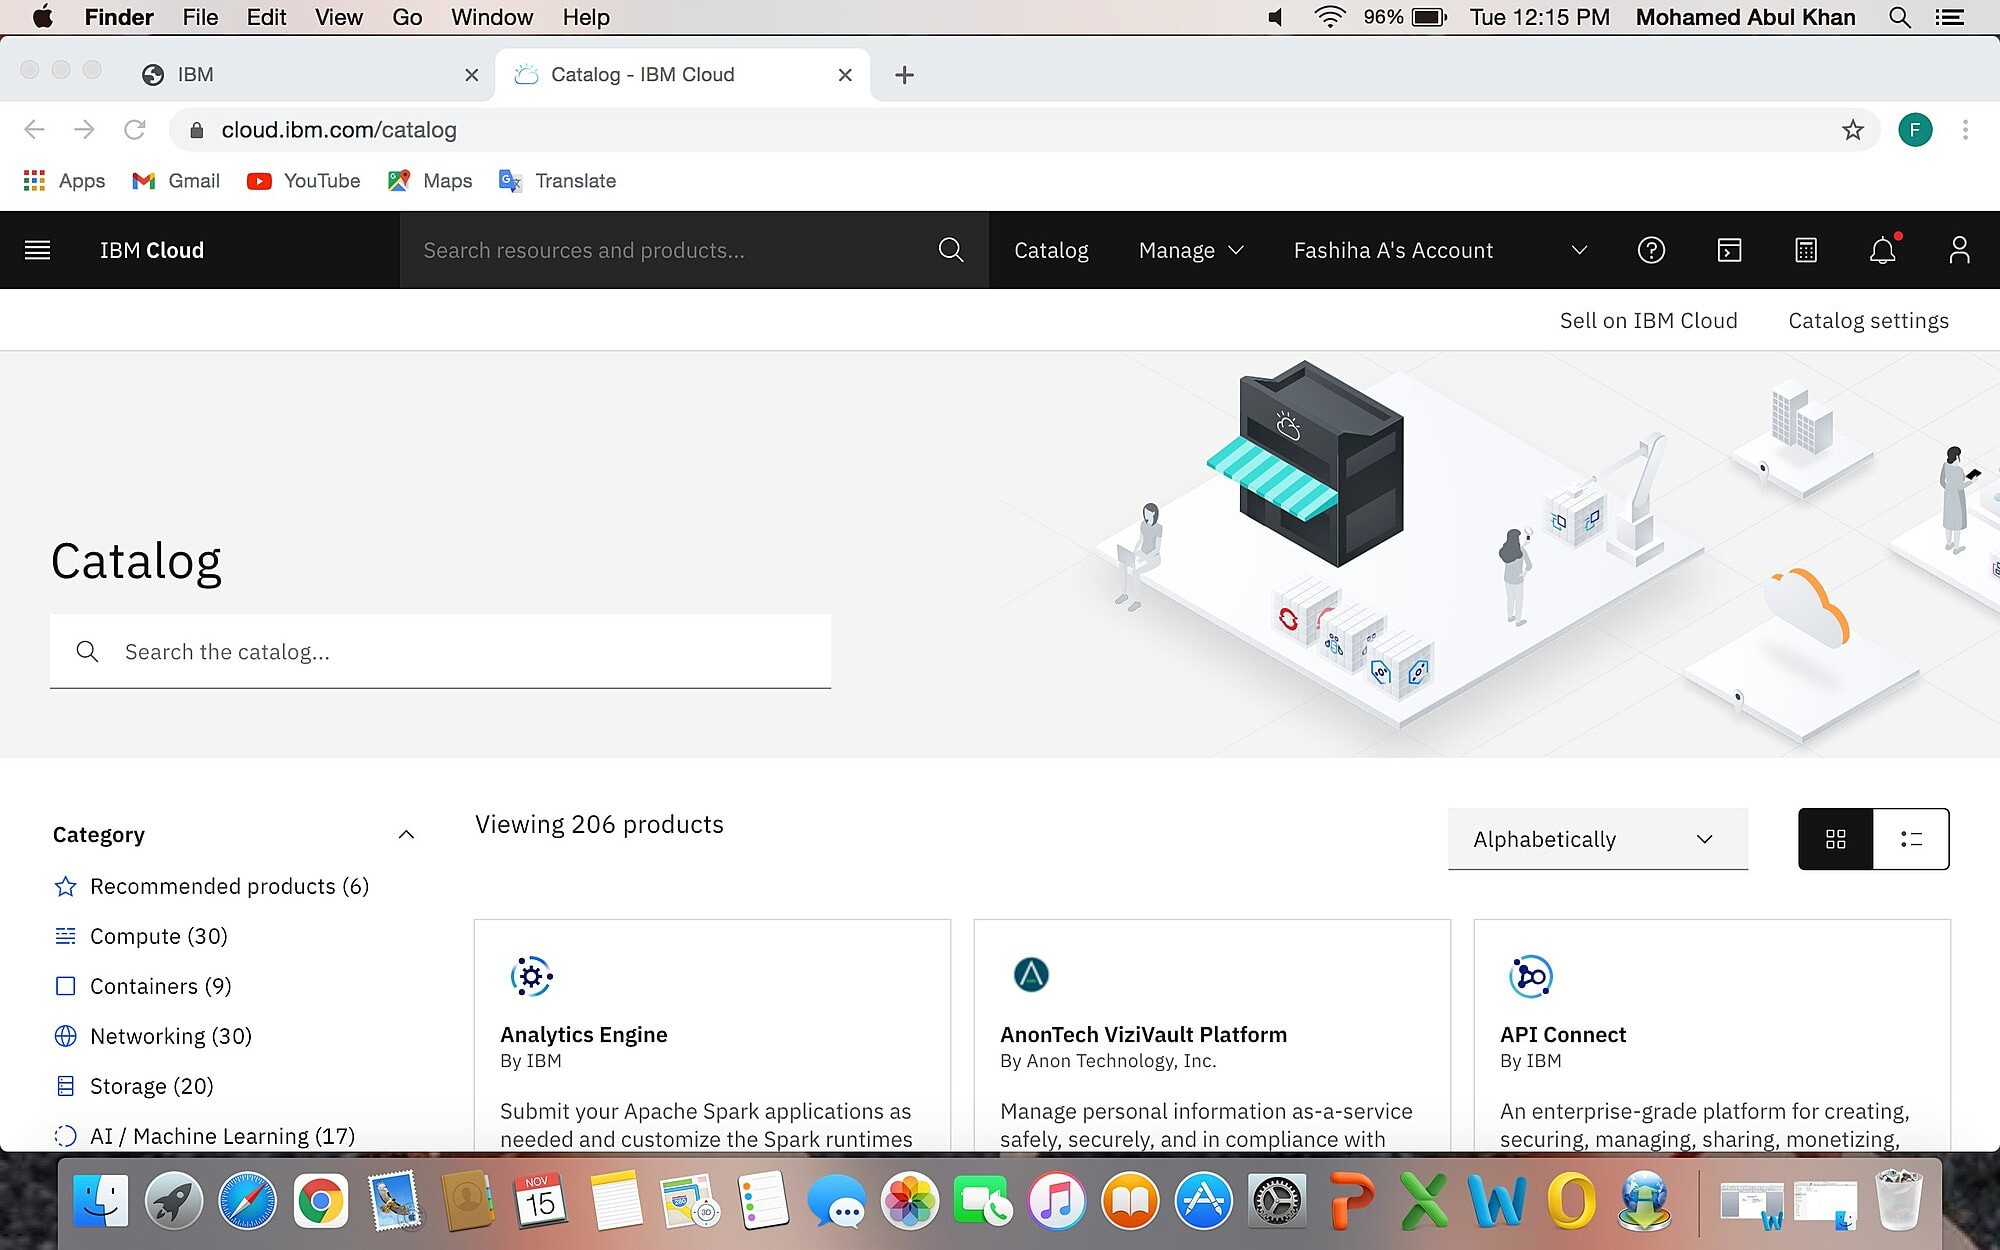 Finder File Edit View Go Window Help 96% Tue 12:15 PM Mohamed Abul Khan
IBM Catalog - IBM Cloud
cloud.ibm.com/catalog F
Apps Gmail YouTube Maps Translate
IBM Cloud Search resources and products... Catalog Manage Fashiha A's Account
Sell on IBM Cloud Catalog settings
Catalog
Search the catalog...
Category
Recommended products (6)
Compute (30)
Containers (9)
Networking (30)
Storage (20)
AI / Machine Learning (17)
Viewing 206 products
Alphabetically
Analytics Engine
By IBM
Submit your Apache Spark applications as
needed and customize the Spark runtimes
AnonTech ViziVault Platform
By Anon Technology, Inc.
Manage personal information as-a-service
safely, securely, and in compliance with
API Connect
By IBM
An enterprise-grade platform for creating,
securing, managing, sharing, monetizing,
NOV
15
280
3D